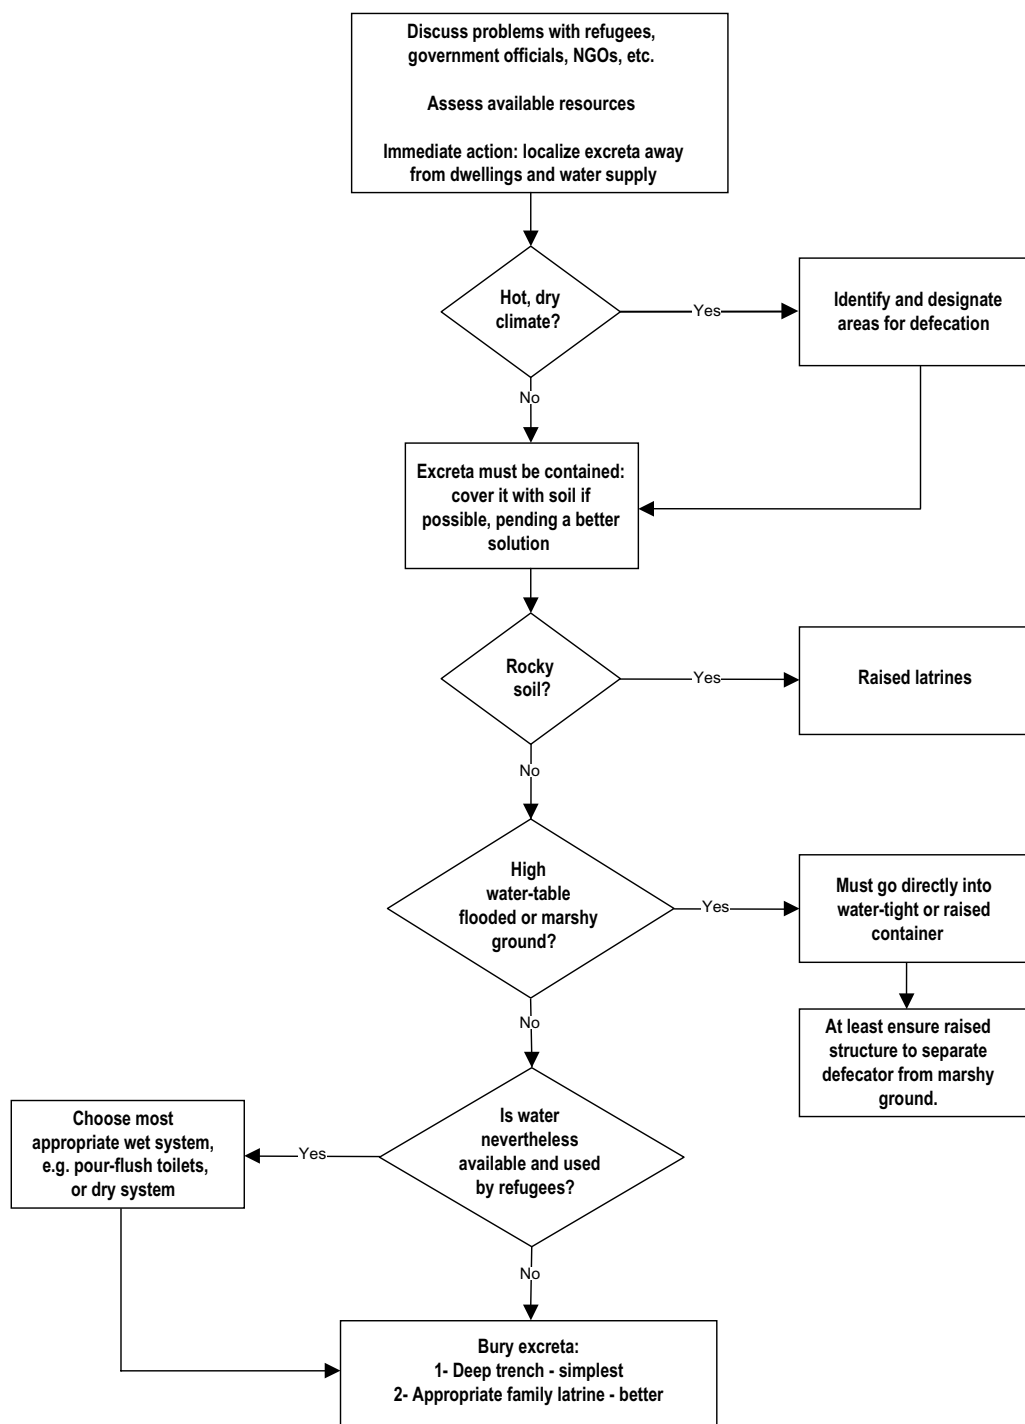 Discuss problems with refugees,
government officials, NGOs, etc.
Assess available resources
Immediate action: localize excreta away
from dwellings and water supply
Hot, dry
climate?
Yes
Identify and designate
areas for defecation
No
Excreta must be contained:
cover it with soil if
possible, pending a better
solution
Rocky
soil?
Yes
Raised latrines
No
High
water-table
flooded or marshy
ground?
Yes
Must go directly into
water-tight or raised
container
At least ensure raised
structure to separate
defecator from marshy
ground.
No
Is water
nevertheless
available and used
by refugees?
Yes
Choose most
appropriate wet system,
e.g. pour-flush toilets,
or dry system
No
Bury excreta:
1- Deep trench - simplest
2- Appropriate family latrine - better